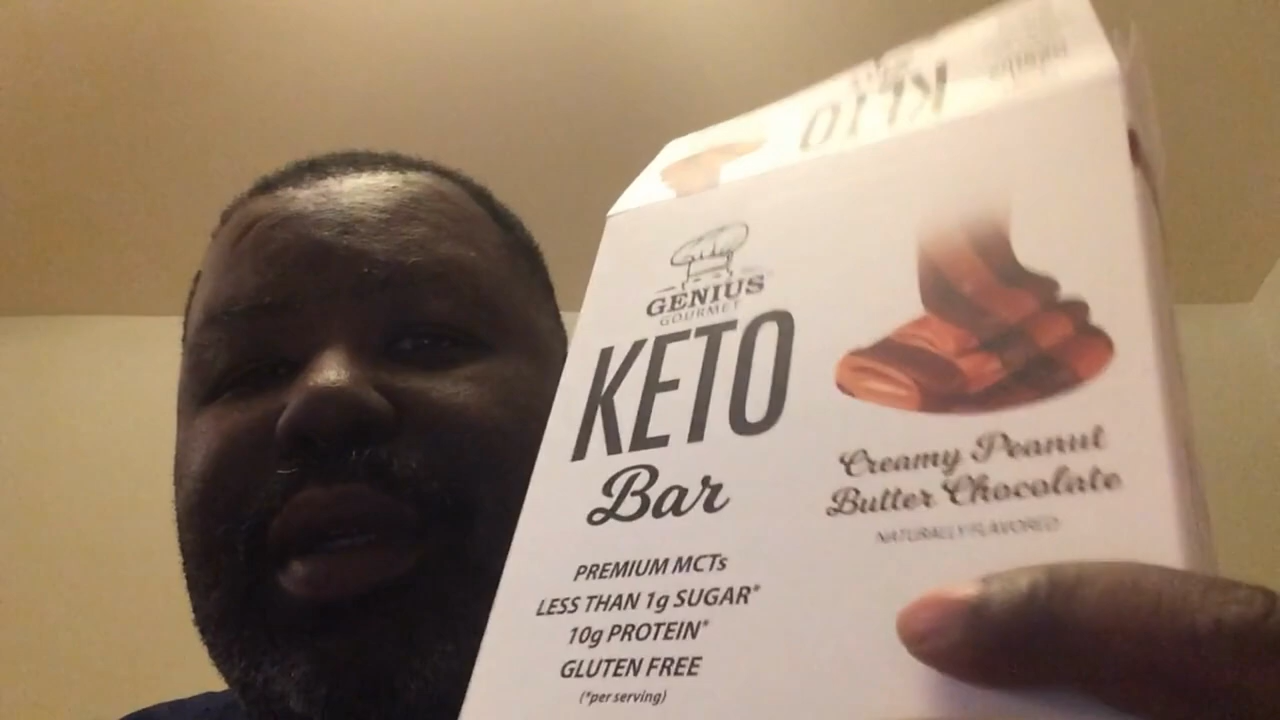 KETO
GENIUS
GOURMET
KETO
Bar
PREMIUM MCTs
LESS THAN 1g SUGAR*
10g PROTEIN*
GLUTEN FREE
(*per serving)
Creamy Peanut
Butter Chocolate
NATURALLY FLAVORED